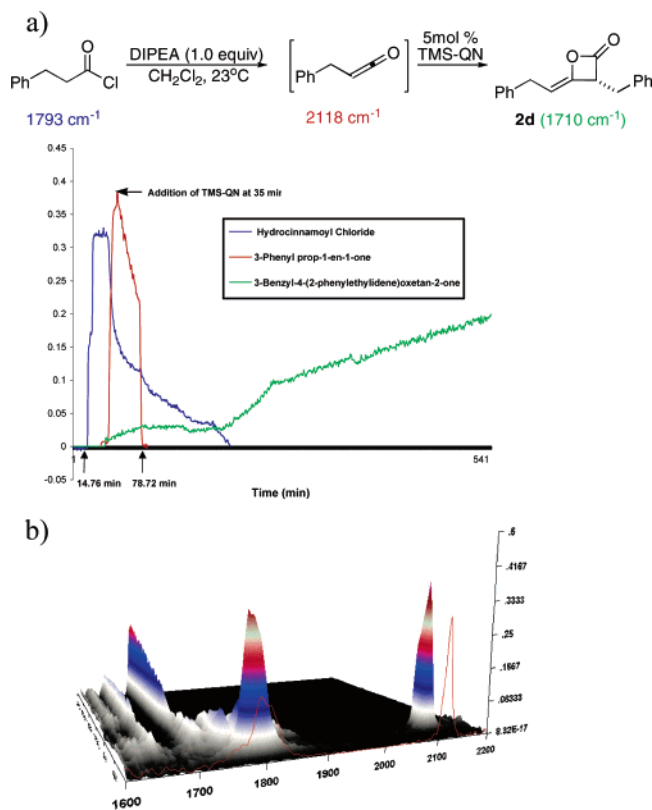 a)
O
Ph
Cl
DIPEA (1.0 equiv)
CH2Cl2, 23°C
Ph
O
5mol %
TMS-QN
O
O
Ph
Ph
1793 cm⁻¹
2118 cm⁻¹
2d (1710 cm⁻¹)
0.45
0.4
0.35
0.3
0.25
0.2
0.15
0.1
0.05
0
-0.05
Addition of TMS-QN at 35 min
Hydrocinnamoyl Chloride
3-Phenyl prop-1-en-1-one
3-Benzyl-4-(2-phenylethylidene)oxetan-2-one
1
541
14.76 min
78.72 min
Time (min)
b)
.5
.4167
.3333
.25
.1667
.08333
8.32E-17
1600
1700
1800
1900
2000
2100
2200